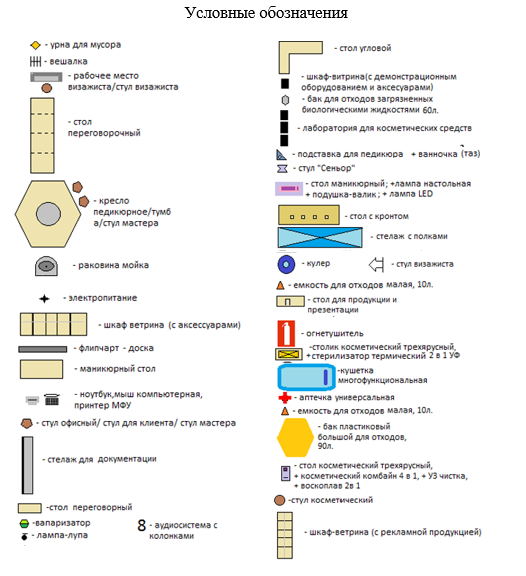 Условные обозначения
- урна для мусора
- вешалка
- рабочее место
визажиста/стул визажиста
- стол
переговорочный
- кресло
педикюрное/тумб
а/стул мастера
- раковина мойка
- электропитание
- шкаф ветрина (с аксессуарами)
- флипчарт - доска
- маникюрный стол
- ноутбук,мыш компьютерная,
принтер МФУ
- стул офисный/ стул для клиента/ стул мастера
- стелаж для документации
-стол переговорный
-вапаризатор
- лампа-лупа
8 - аудиосистема с
колонками
- стол угловой
- шкаф-витрина(с демонстрационным
оборудованием и аксесуарами)
- бак для отходов загрязненных
биологическими жидкостями 60л.
- лаборатория для косметических средств
- подставка для педикюра + ванночка (таз)
- стул "Сеньор"
- стол маникюрный; +лампа настольная
+ подушка-валик; + лампа LED
- стол с кронтом
- стелаж с полками
- кулер
- стул визажиста
- емкость для отходов малая, 10л.
- стол для продукции и
презентации
- огнетушитель
-столик косметический трехярусный,
+стерилизатор термический 2 в 1 УФ
-кушетка
многофункциональная
- аптечка универсальная
- емкость для отходов малая, 10л.
- бак пластиковый
большой для отходов,
90л.
- стол косметический трехярусный,
+ косметический комбайн 4 в 1, + УЗ чистка,
+ воскоплав 2в 1
-стул косметический
- шкаф-ветрина (с рекламной продукцией)